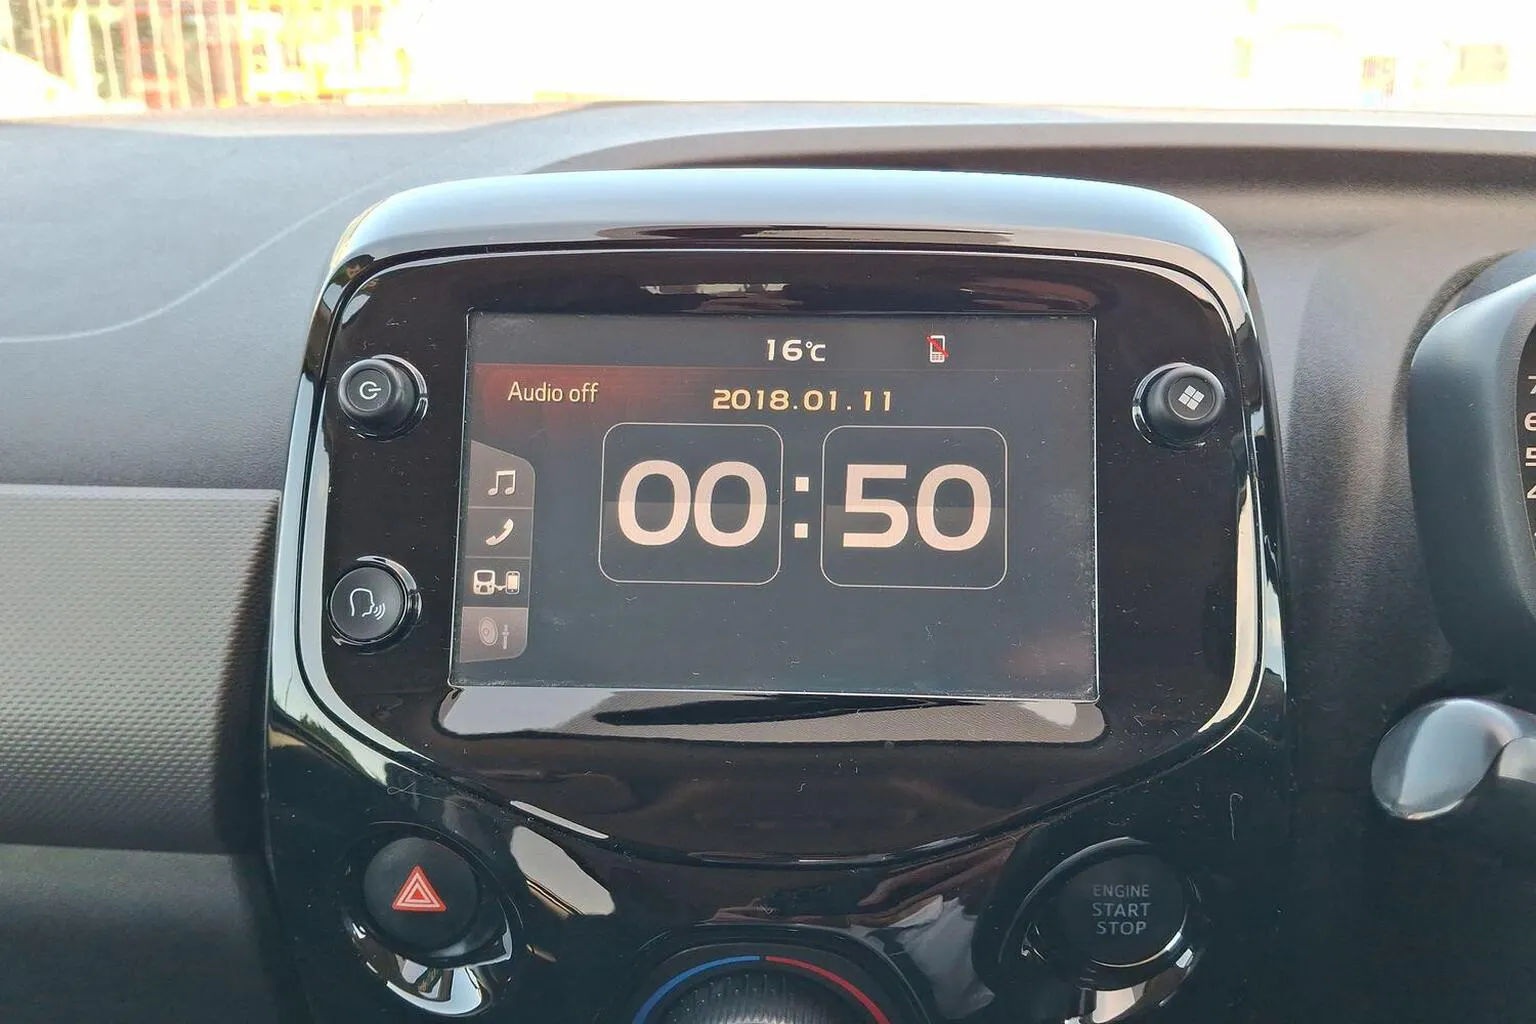 16°C
Audio off
2018.01.11
00:50
ENGINE
START
STOP